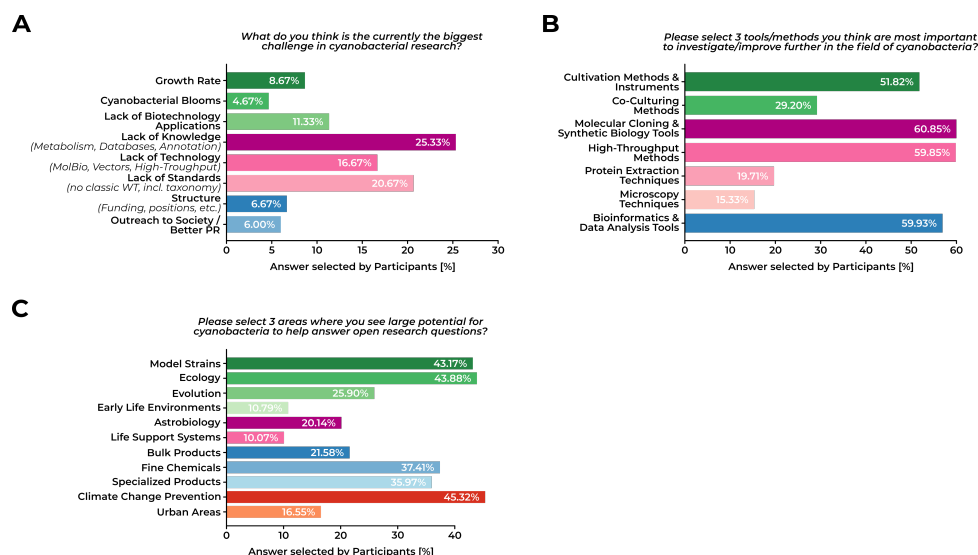 A
What do you think is the currently the biggest
challenge in cyanobacterial research?
Growth Rate
8.67%
Cyanobacterial Blooms
4.67%
Lack of Biotechnology
Applications
11.33%
Lack of Knowledge
(Metabolism, Databases, Annotation)
25.33%
Lack of Technology
(MolBio, Vectors, High-Troughput)
16.67%
Lack of Standards
(no classic WT, incl. taxonomy)
20.67%
Structure
(Funding, positions, etc.)
6.67%
Outreach to Society /
Better PR
6.00%
0 5 10 15 20 25 30
Answer selected by Participants [%]
B
Please select 3 tools/methods you think are most important
to investigate/improve further in the field of cyanobacteria?
Cultivation Methods &
Instruments
51.82%
Co-Culturing
Methods
29.20%
Molecular Cloning &
Synthetic Biology Tools
60.85%
High-Throughput
Methods
59.85%
Protein Extraction
Techniques
19.71%
Microscopy
Techniques
15.33%
Bioinformatics &
Data Analysis Tools
59.93%
0 10 20 30 40 50 60
Answer selected by Participants [%]
C
Please select 3 areas where you see large potential for
cyanobacteria to help answer open research questions?
Model Strains
43.17%
Ecology
43.88%
Evolution
25.90%
Early Life Environments
10.79%
Astrobiology
20.14%
Life Support Systems
10.07%
Bulk Products
21.58%
Fine Chemicals
37.41%
Specialized Products
35.97%
Climate Change Prevention
45.32%
Urban Areas
16.55%
0 10 20 30 40
Answer selected by Participants [%]